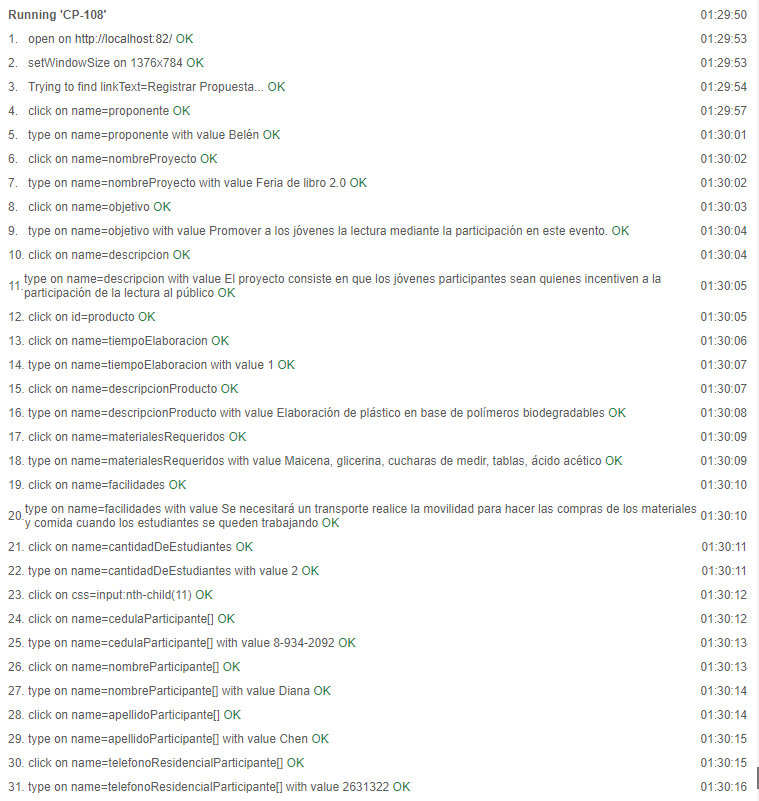 Running 'CP-108' 01:29:50
1. open on http://localhost:82/ OK 01:29:53
2. setWindowSize on 1376x784 OK 01:29:53
3. Trying to find linkText=Registrar Propuesta... OK 01:29:54
4. click on name=proponente OK 01:29:57
5. type on name=proponente with value Belén OK 01:30:01
6. click on name=nombreProyecto OK 01:30:02
7. type on name=nombreProyecto with value Feria de libro 2.0 OK 01:30:02
8. click on name=objetivo OK 01:30:03
9. type on name=objetivo with value Promover a los jóvenes la lectura mediante la participación en este evento. OK 01:30:04
10. click on name=descripcion OK 01:30:04
11. type on name=descripcion with value El proyecto consiste en que los jóvenes participantes sean quienes incentiven a la
participación de la lectura al público OK 01:30:05
12. click on id=producto OK 01:30:05
13. click on name=tiempoElaboracion OK 01:30:06
14. type on name=tiempoElaboracion with value 1 OK 01:30:07
15. click on name=descripcionProducto OK 01:30:07
16. type on name=descripcionProducto with value Elaboración de plástico en base de polímeros biodegradables OK 01:30:08
17. click on name=materialesRequeridos OK 01:30:09
18. type on name=materialesRequeridos with value Maicena, glicerina, cucharas de medir, tablas, ácido acético OK 01:30:09
19. click on name=facilidades OK 01:30:10
20. type on name=facilidades with value Se necesitará un transporte realice la movilidad para hacer las compras de los materiales
y comida cuando los estudiantes se queden trabajando OK 01:30:10
21. click on name=cantidadDeEstudiantes OK 01:30:11
22. type on name=cantidadDeEstudiantes with value 2 OK 01:30:11
23. click on css=input:nth-child(11) OK 01:30:12
24. click on name=cedulaParticipante[] OK 01:30:12
25. type on name=cedulaParticipante[] with value 8-934-2092 OK 01:30:13
26. click on name=nombreParticipante[] OK 01:30:13
27. type on name=nombreParticipante[] with value Diana OK 01:30:14
28. click on name=apellidoParticipante[] OK 01:30:14
29. type on name=apellidoParticipante[] with value Chen OK 01:30:15
30. click on name=telefonoResidencialParticipante[] OK 01:30:15
31. type on name=telefonoResidencialParticipante[] with value 2631322 OK 01:30:16